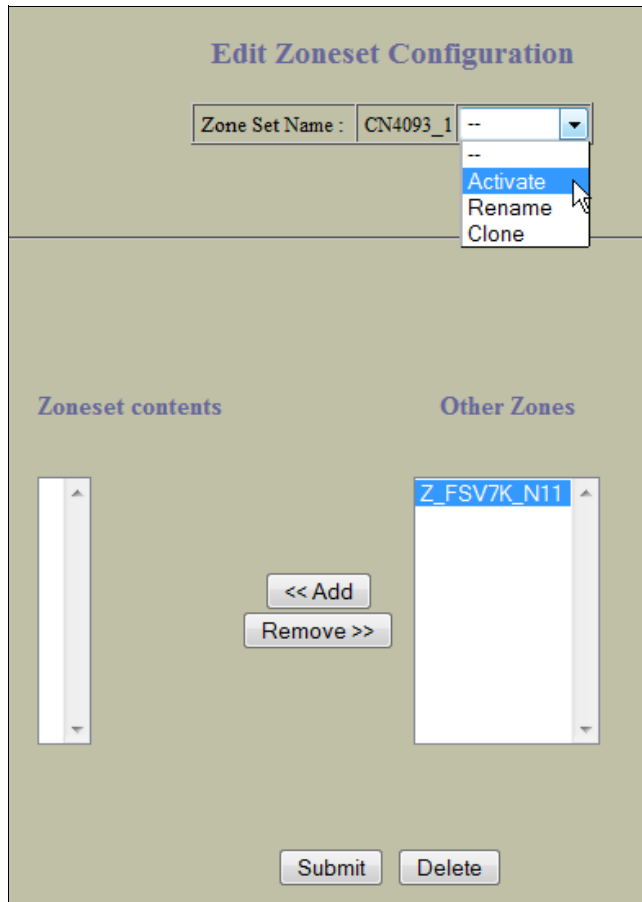 Edit Zoneset Configuration
Zone Set Name : CN4093_1 --
--
Activate
Rename
Clone
Zoneset contents Other Zones
Z_FSV7K_N11
<< Add
Remove >>
Submit Delete